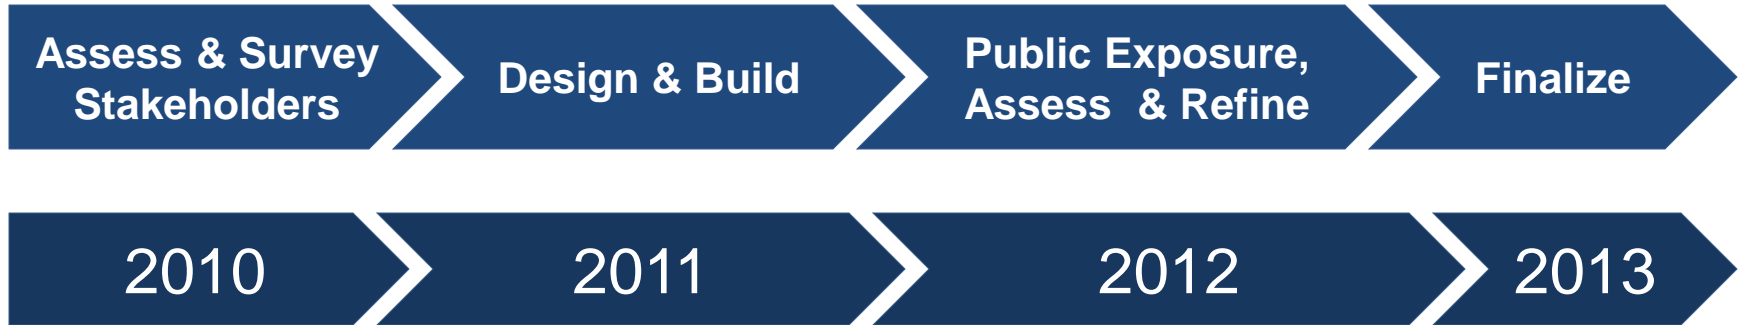 Assess & Survey
Stakeholders
Design & Build
Public Exposure,
Assess  & Refine
Finalize
2010
2011
2012
2013